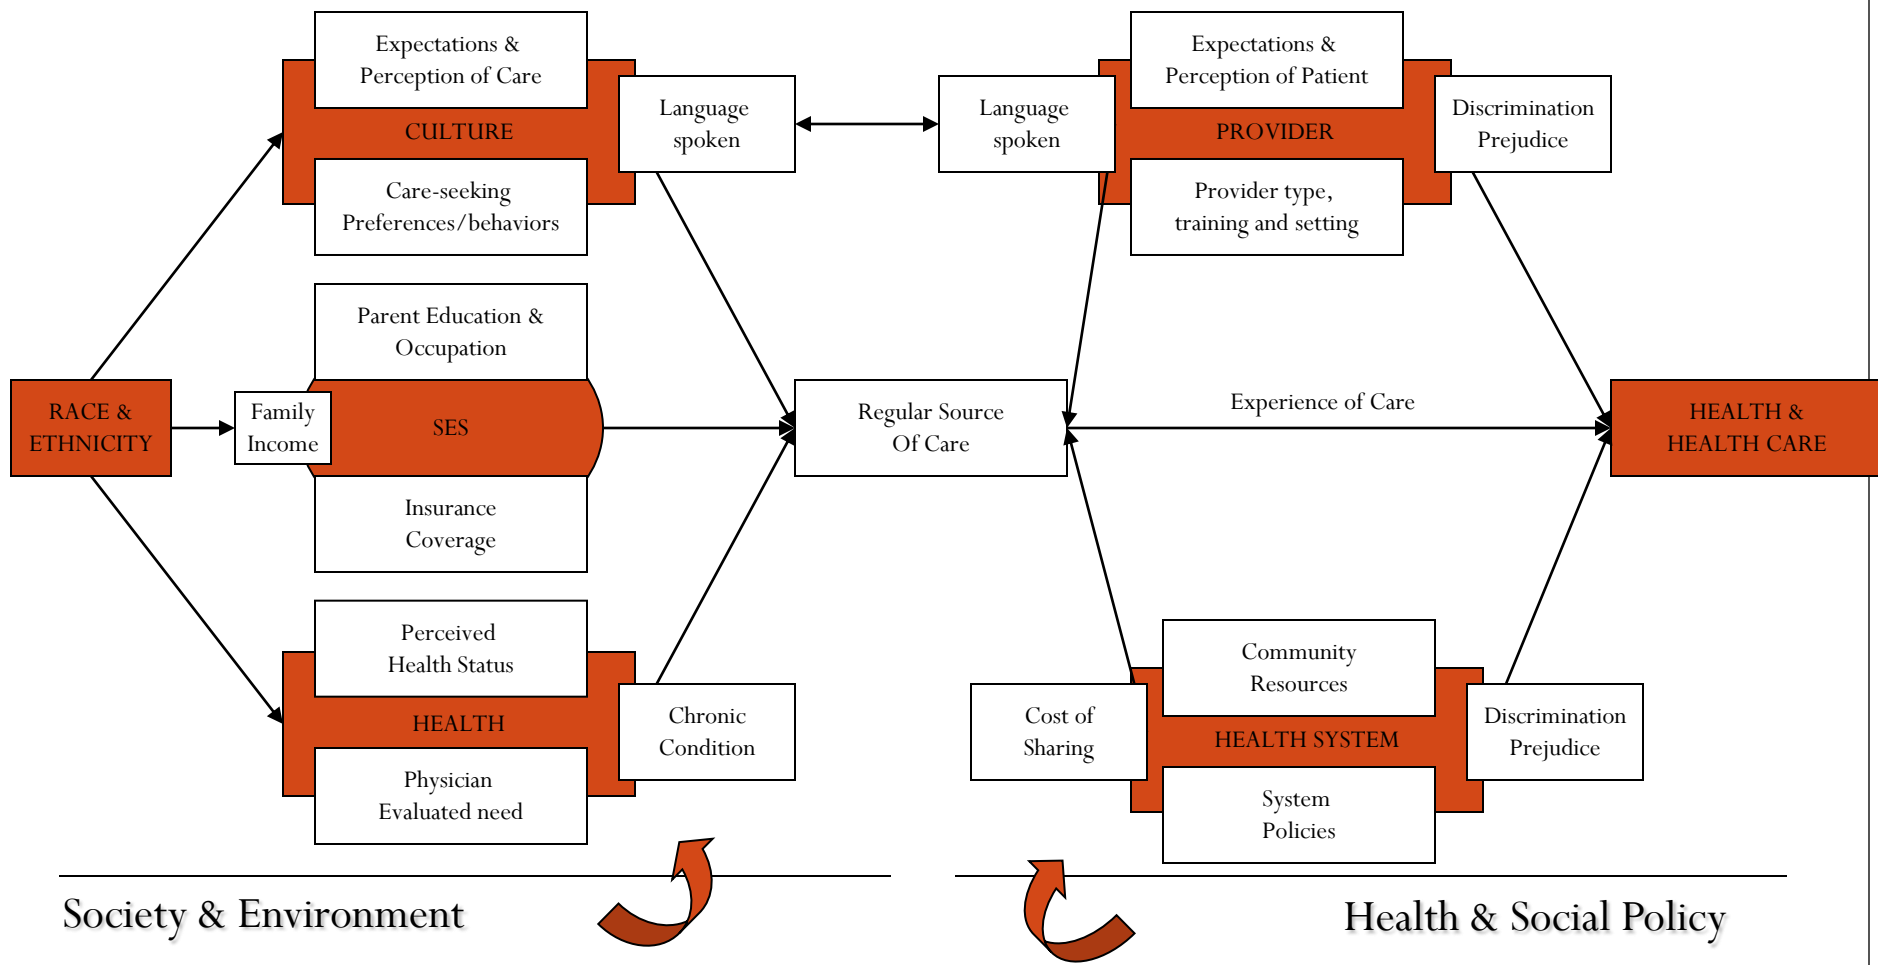 Expectations &
Perception of Care
CULTURE
Care-seeking
Preferences/behaviors
Language
spoken
Language
spoken
Expectations &
Perception of Patient
PROVIDER
Provider type,
training and setting
Discrimination
Prejudice
RACE &
ETHNICITY
Family
Income
Parent Education &
Occupation
SES
Insurance
Coverage
Regular Source
Of Care
Experience of Care
HEALTH &
HEALTH CARE
Perceived
Health Status
HEALTH
Physician
Evaluated need
Chronic
Condition
Cost of
Sharing
Community
Resources
HEALTH SYSTEM
System
Policies
Discrimination
Prejudice
Society & Environment
Health & Social Policy